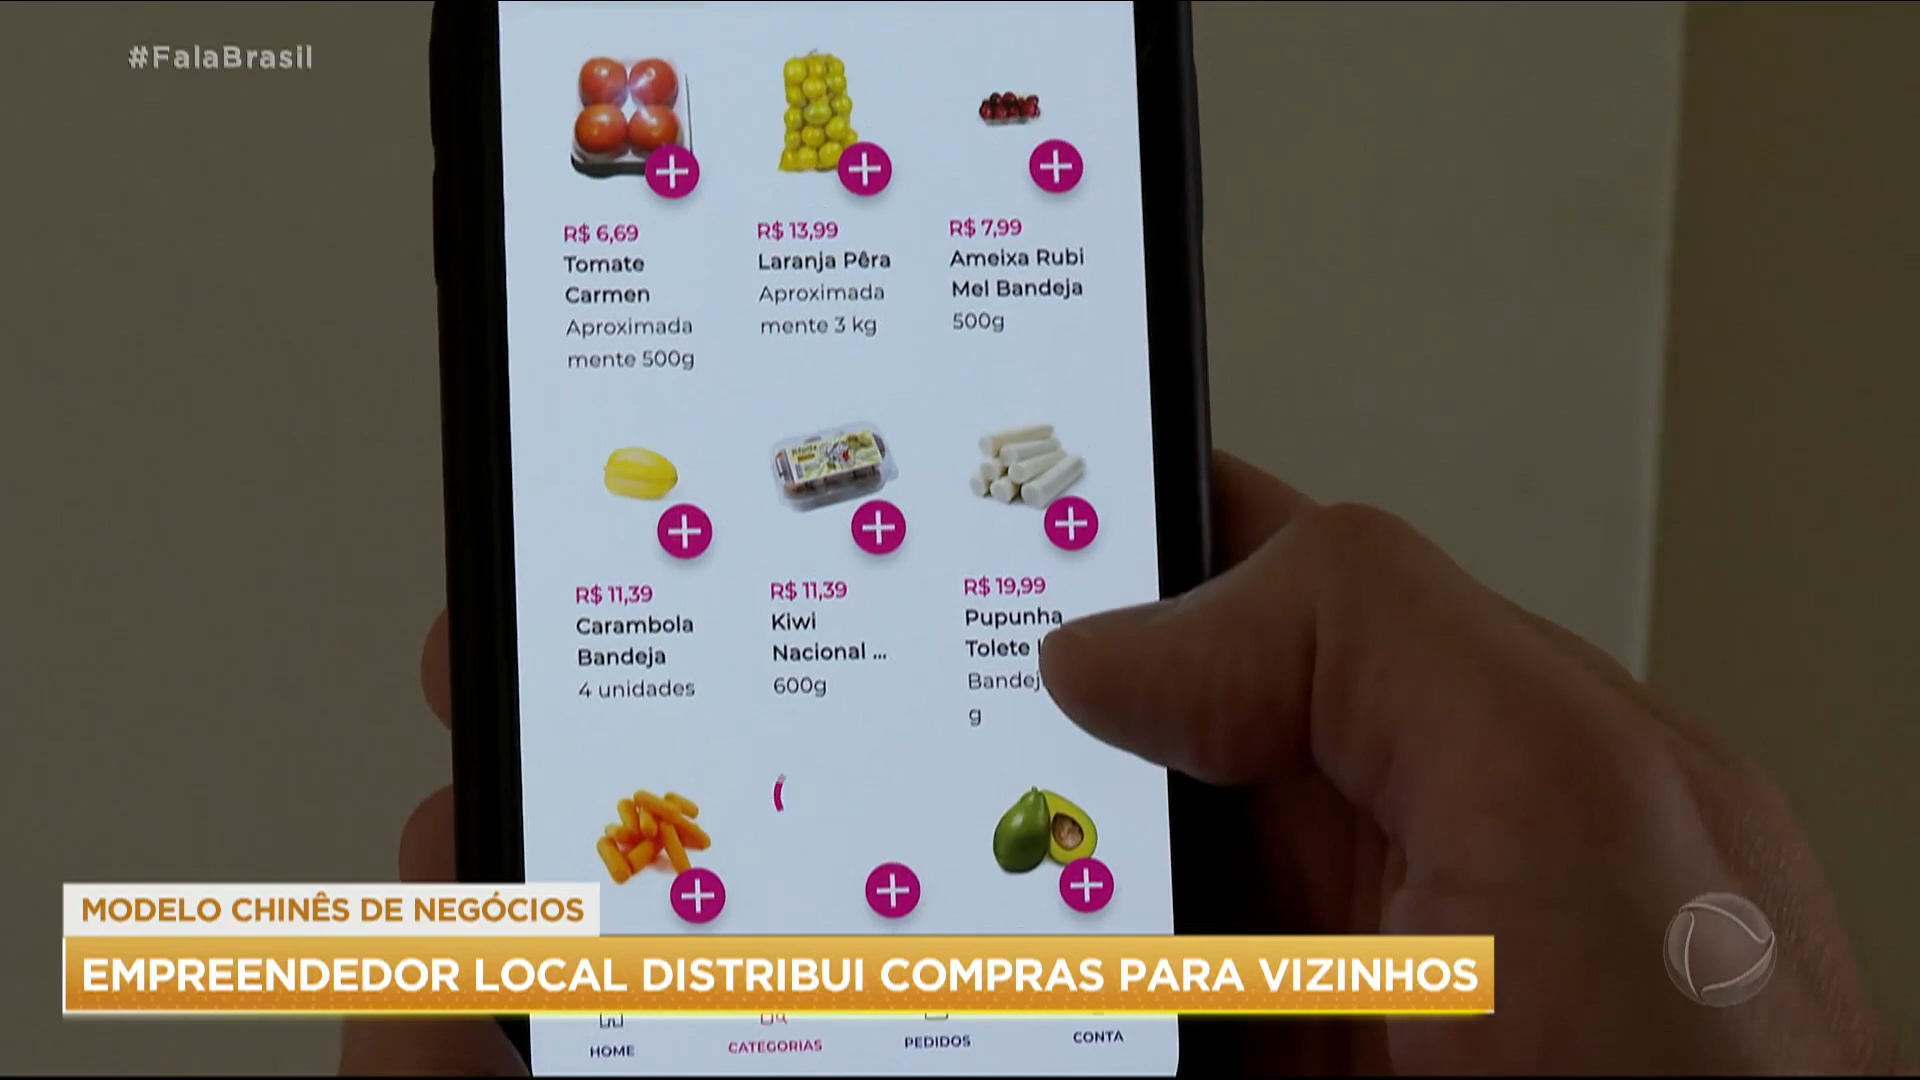 #FalaBrasil
R$ 6,69
Tomate
Carmen
Aproximada
mente 500g
R$ 13,99
Laranja Pêra
Aproximada
mente 3 kg
R$ 7,99
Ameixa Rubi
Mel Bandeja
500g
R$ 11,39
Carambola
Bandeja
4 unidades
R$ 11,39
Kiwi
Nacional ...
600g
R$ 19,99
Pupunha
Tolete
Bandej
g
MODELO CHINÊS DE NEGÓCIOS
EMPREENDEDOR LOCAL DISTRIBUI COMPRAS PARA VIZINHOS
HOME
CATEGORIAS
PEDIDOS
CONTA